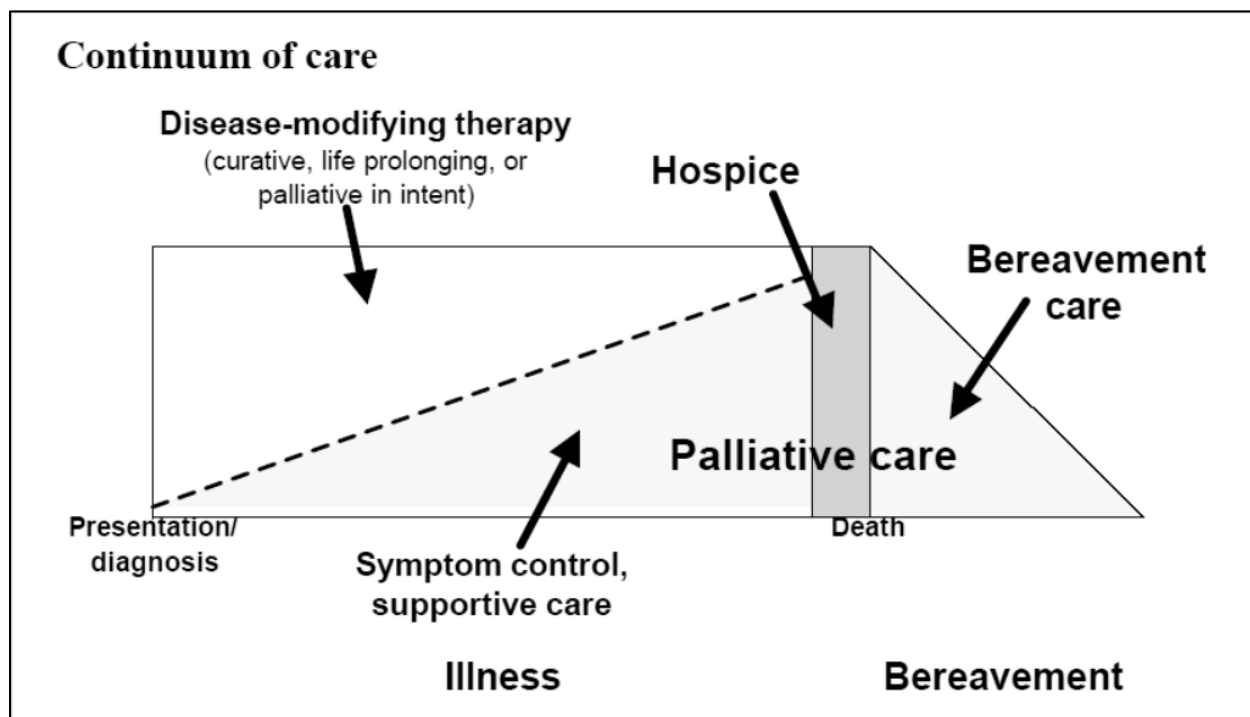 Continuum of care
Disease-modifying therapy
(curative, life prolonging, or
palliative in intent)
Hospice
Bereavement
care
Palliative care
Presentation/
diagnosis
Death
Symptom control,
supportive care
Illness
Bereavement